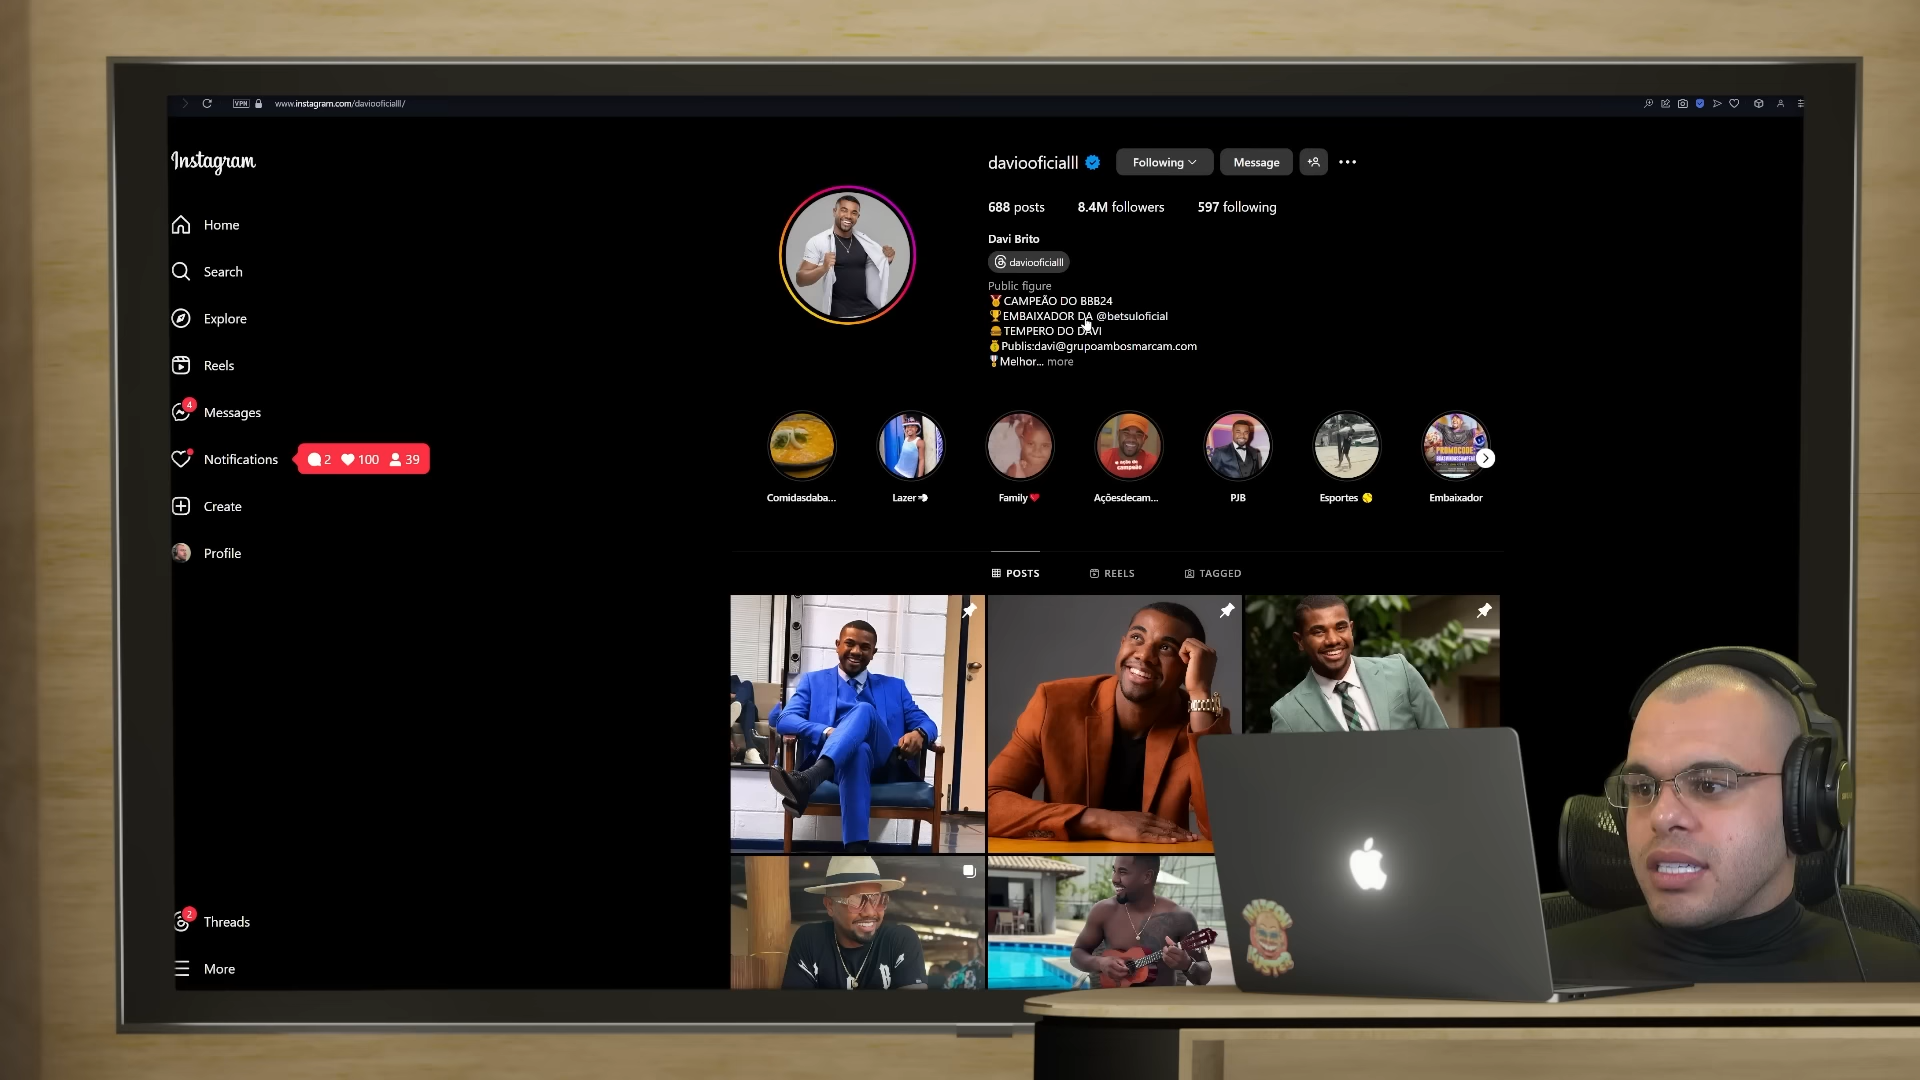 VPN www.instagram.com/daviooficialll/
Instagram
Home
Search
Explore
Reels
4
Messages
Notifications
2 100 39
Create
Profile
2
Threads
More
daviooficialll Following Message
688 posts 8.4M followers 597 following
Davi Brito
daviooficialll
Public figure
🏅CAMPEÃO DO BBB24
🏆EMBAIXADOR DA @betsuloficial
🍔TEMPERO DO DAVI
🥇Publis:davi@grupoambosmarcam.com
🎖Melhor... more
Comidasdaba... Lazer💨 Family❤️ Açõesdecam... PJB Esportes 🎾 Embaixador
POSTS REELS TAGGED